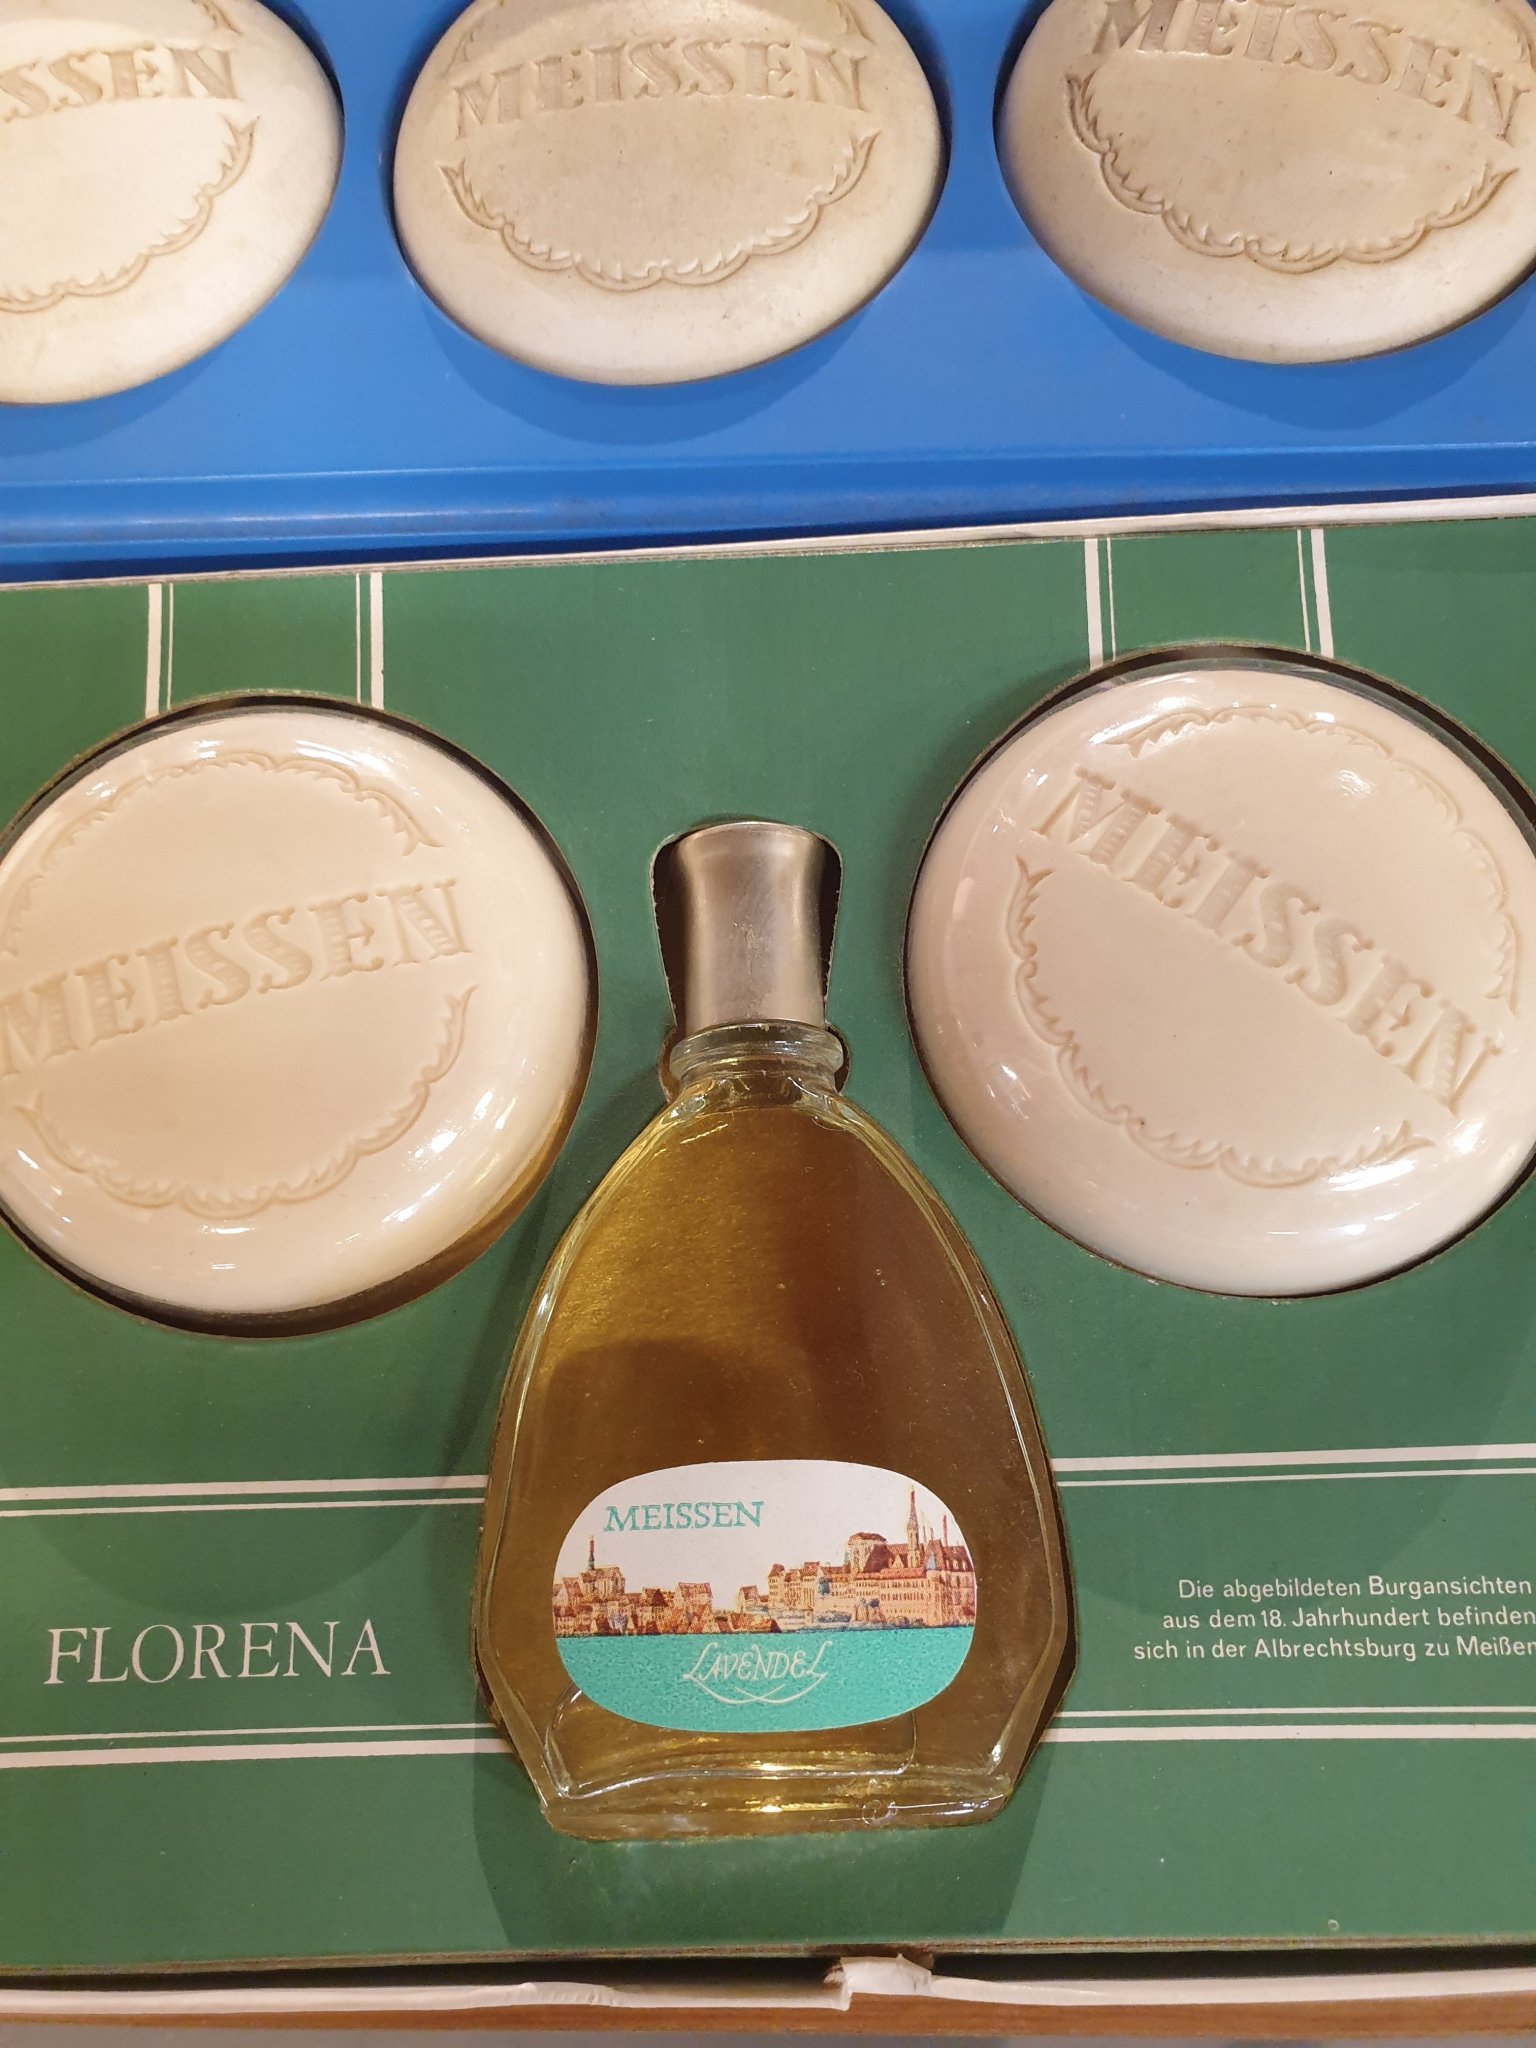 MEISSEN
MEISSEN
MEISSEN
MEISSEN
MEISSEN
MEISSEN
LAVENDEL
FLORENA
Die abgebildeten Burgansichten
aus dem 18. Jahrhundert befinden
sich in der Albrechtsburg zu Meißen